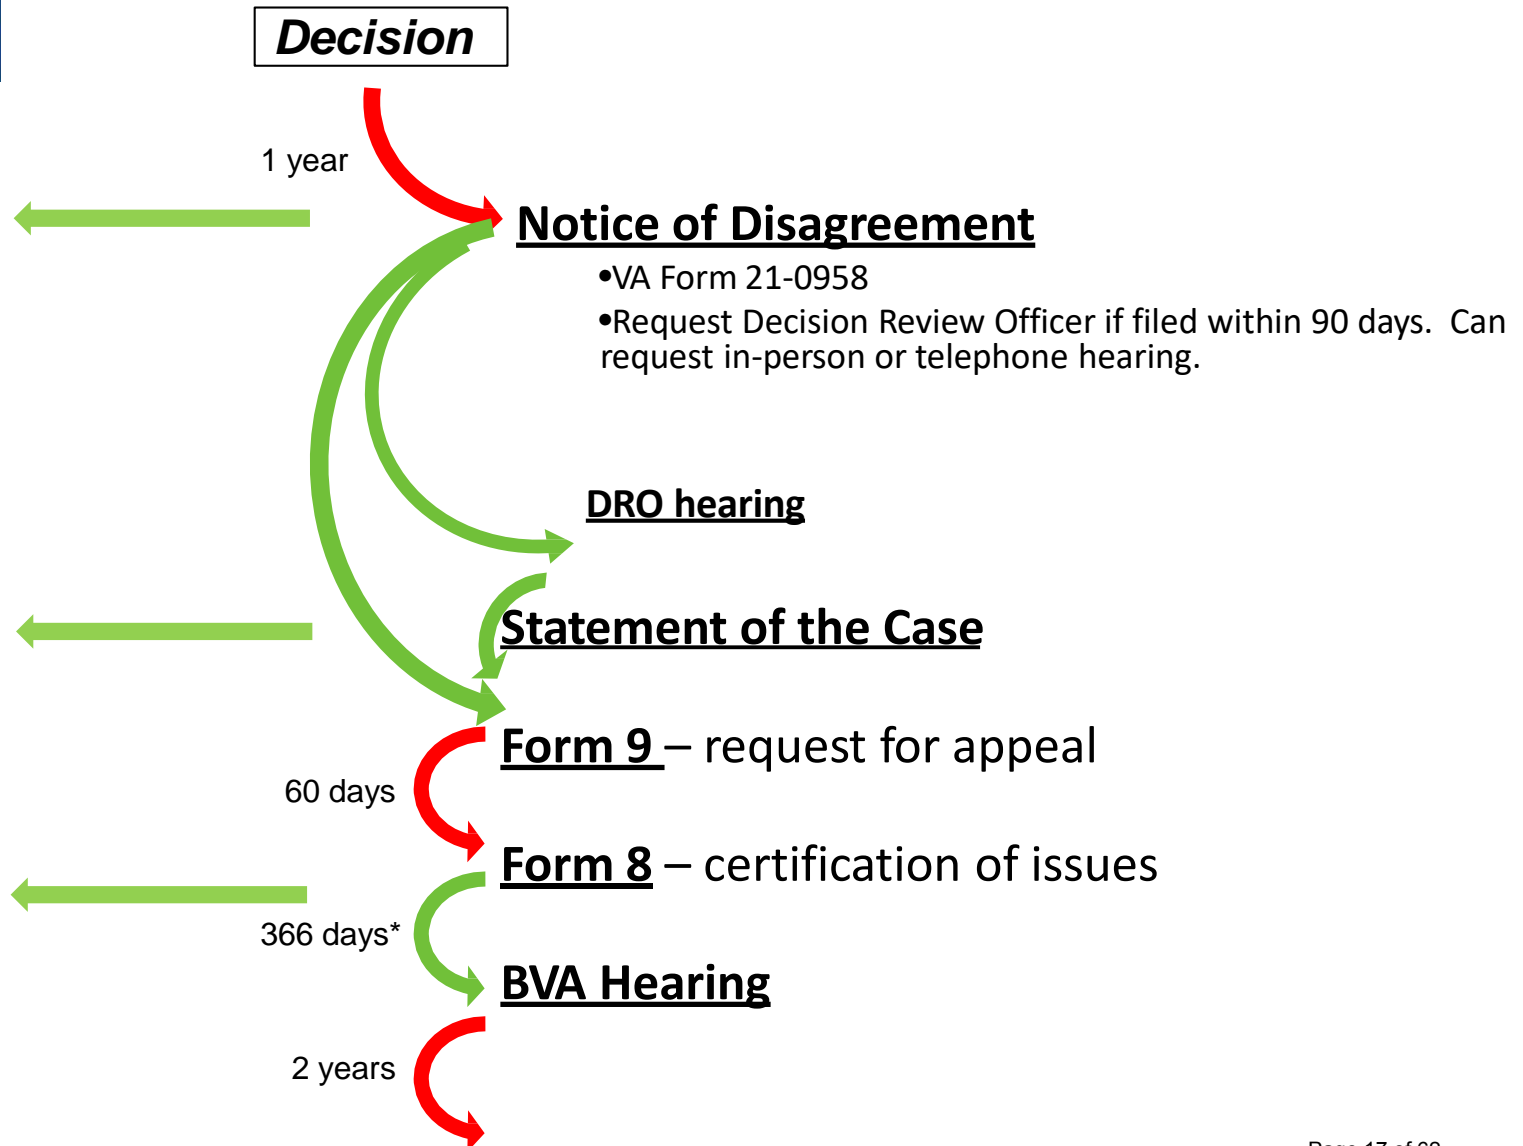 Decision
1 year
Notice of Disagreement
•VA Form 21-0958
•Request Decision Review Officer if filed within 90 days.  Can
request in-person or telephone hearing.
DRO hearing
Statement of the Case
Form 9 – request for appeal
60 days
Form 8 – certification of issues
366 days*
BVA Hearing
2 years